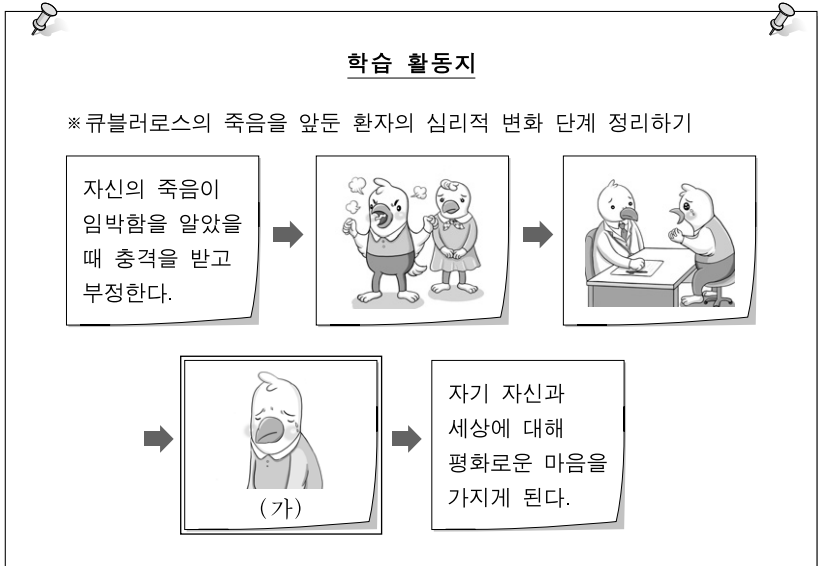 학습 활동지
※ 큐블러로스의 죽음을 앞둔 환자의 심리적 변화 단계 정리하기
자신의 죽음이
임박함을 알았을
때 충격을 받고
부정한다.
(가)
자기 자신과
세상에 대해
평화로운 마음을
가지게 된다.